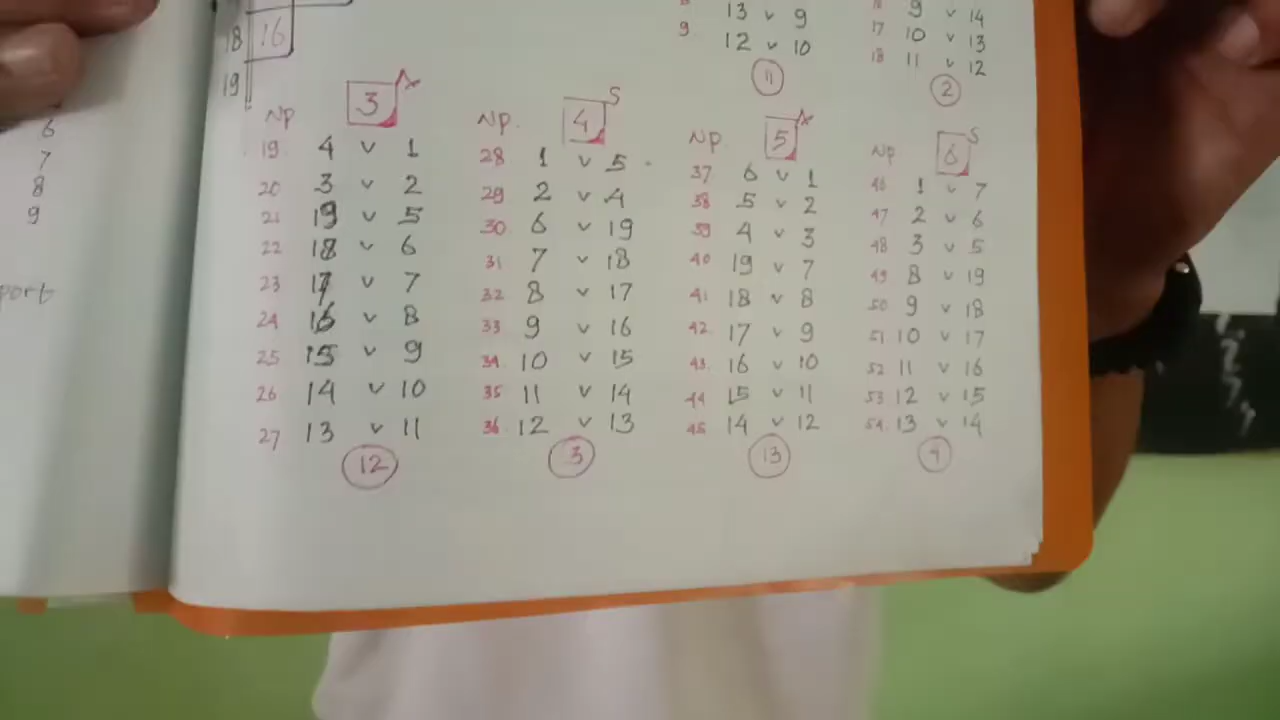 18 16
19
6
7
8
9
port
13 v 9
9 12 v 10
11
9 v 14
17 10 v 13
18 11 v 12
2
3
Np
19 4 v 1
20 3 v 2
21 19 v 5
22 18 v 6
23 17 v 7
24 16 v 8
25 15 v 9
26 14 v 10
27 13 v 11
12
4 S
Np.
28 1 v 5
29 2 v 4
30 6 v 19
31 7 v 18
32 8 v 17
33 9 v 16
34 10 v 15
35 11 v 14
36 12 v 13
3
5
Np
37 6 v 1
38 5 v 2
39 4 v 3
40 19 v 7
41 18 v 8
42 17 v 9
43 16 v 10
44 15 v 11
45 14 v 12
13
6 S
Np
46 1 v 7
47 2 v 6
48 3 v 5
49 8 v 19
50 9 v 18
51 10 v 17
52 11 v 16
53 12 v 15
54 13 v 14
4